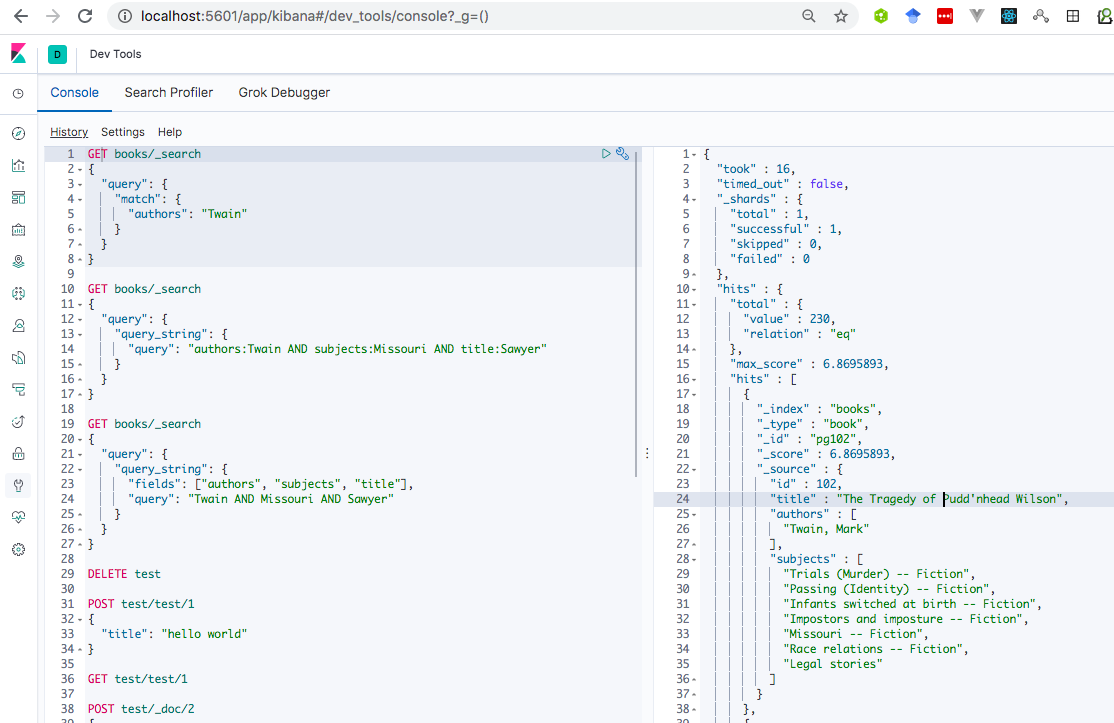 localhost:5601/app/kibana#/dev_tools/console?_g=()
D
Dev Tools
Console Search Profiler Grok Debugger
History Settings Help
1 GET books/_search
2 {
3 "query": {
4 "match": {
5 "authors": "Twain"
6 }
7 }
8 }
9
10 GET books/_search
11 {
12 "query": {
13 "query_string": {
14 "query": "authors:Twain AND subjects:Missouri AND title:Sawyer"
15 }
16 }
17 }
18
19 GET books/_search
20 {
21 "query": {
22 "query_string": {
23 "fields": ["authors", "subjects", "title"],
24 "query": "Twain AND Missouri AND Sawyer"
25 }
26 }
27 }
28
29 DELETE test
30
31 POST test/test/1
32 {
33 "title": "hello world"
34 }
35
36 GET test/test/1
37
38 POST test/_doc/2
1 {
2 "took" : 16,
3 "timed_out" : false,
4 "_shards" : {
5 "total" : 1,
6 "successful" : 1,
7 "skipped" : 0,
8 "failed" : 0
9 },
10 "hits" : {
11 "total" : {
12 "value" : 230,
13 "relation" : "eq"
14 },
15 "max_score" : 6.8695893,
16 "hits" : [
17 {
18 "_index" : "books",
19 "_type" : "book",
20 "_id" : "pg102",
21 "_score" : 6.8695893,
22 "_source" : {
23 "id" : 102,
24 "title" : "The Tragedy of Pudd'nhead Wilson",
25 "authors" : [
26 "Twain, Mark"
27 ],
28 "subjects" : [
29 "Trials (Murder) -- Fiction",
30 "Passing (Identity) -- Fiction",
31 "Infants switched at birth -- Fiction",
32 "Impostors and imposture -- Fiction",
33 "Missouri -- Fiction",
34 "Race relations -- Fiction",
35 "Legal stories"
36 ]
37 }
38 },